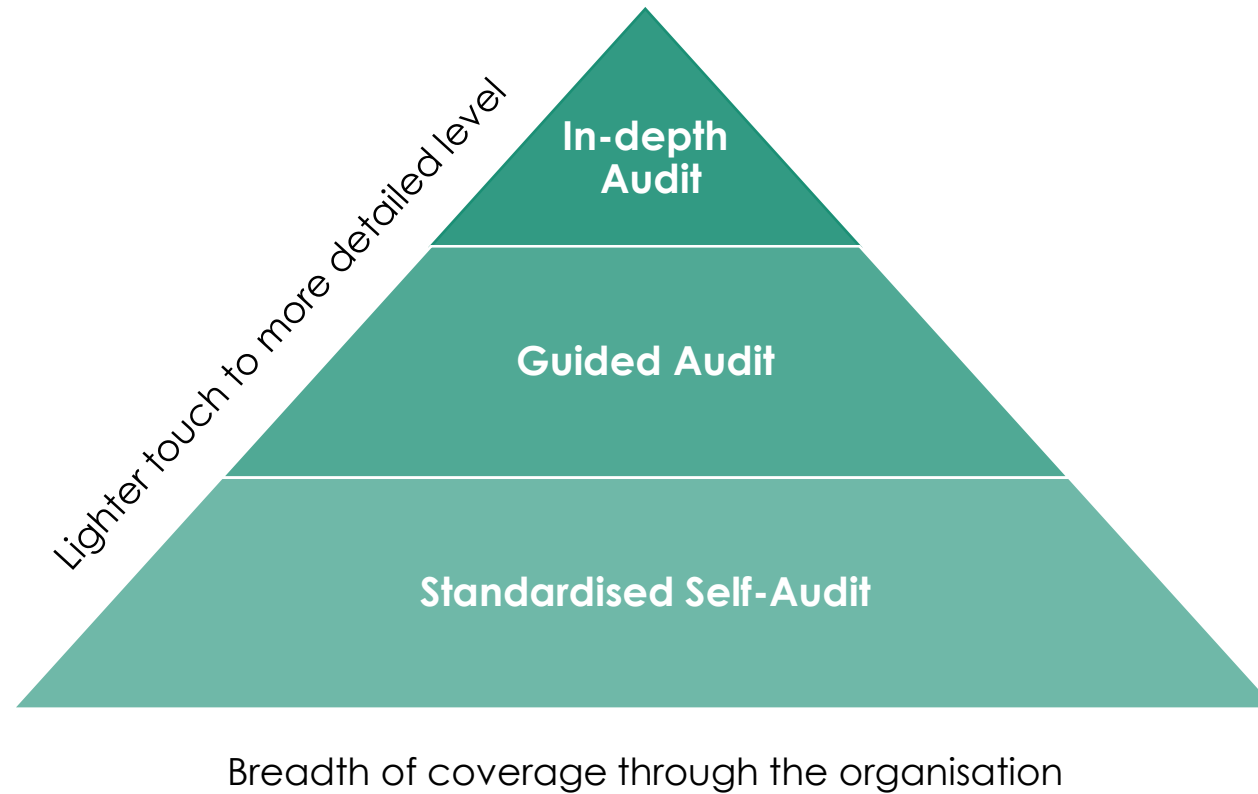 Lighter touch to more detailed level
In-depth
Audit
Guided Audit
Standardised Self-Audit
Breadth of coverage through the organisation